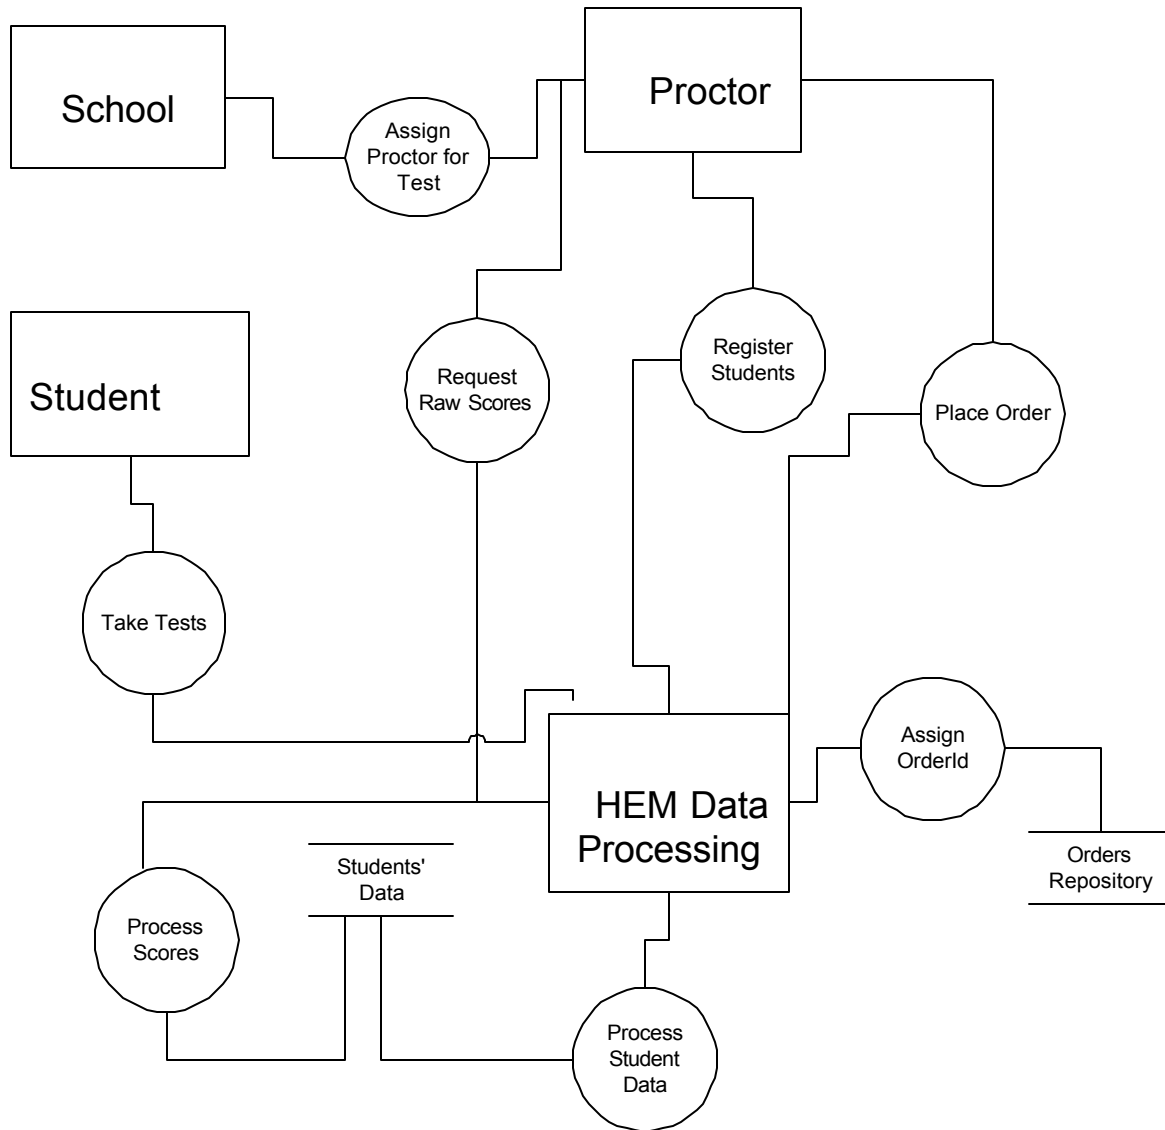 School
Assign
Proctor for
Test
Proctor
Student
Request
Raw Scores
Register
Students
Place Order
Take Tests
HEM Data
Processing
Assign
OrderId
Orders
Repository
Students'
Data
Process
Scores
Process
Student
Data